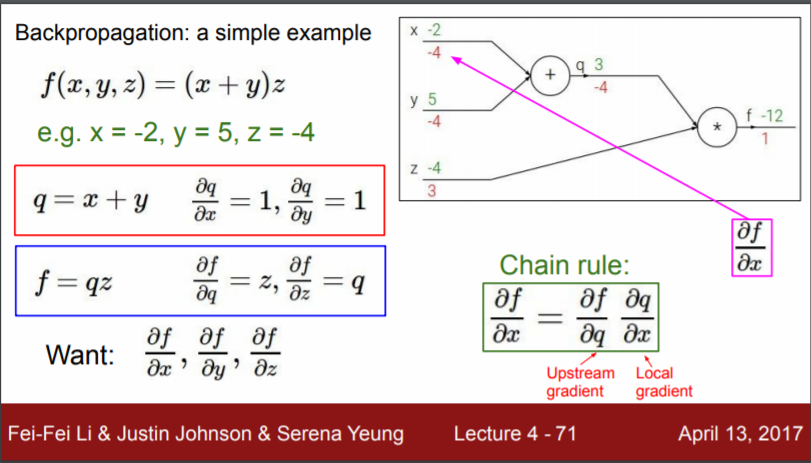 Backpropagation: a simple example
f(x, y, z) = (x + y)z
e.g. x = -2, y = 5, z = -4
q = x + y    ∂q/∂x = 1, ∂q/∂y = 1
f = qz    ∂f/∂q = z, ∂f/∂z = q
Want: ∂f/∂x, ∂f/∂y, ∂f/∂z
x -2
-4
y 5
-4
z -4
3
+
q 3
-4
*
f -12
1
∂f/∂x
Chain rule:
∂f/∂x = ∂f/∂q ∂q/∂x
Upstream gradient
Local gradient
Fei-Fei Li & Justin Johnson & Serena Yeung    Lecture 4 - 71    April 13, 2017